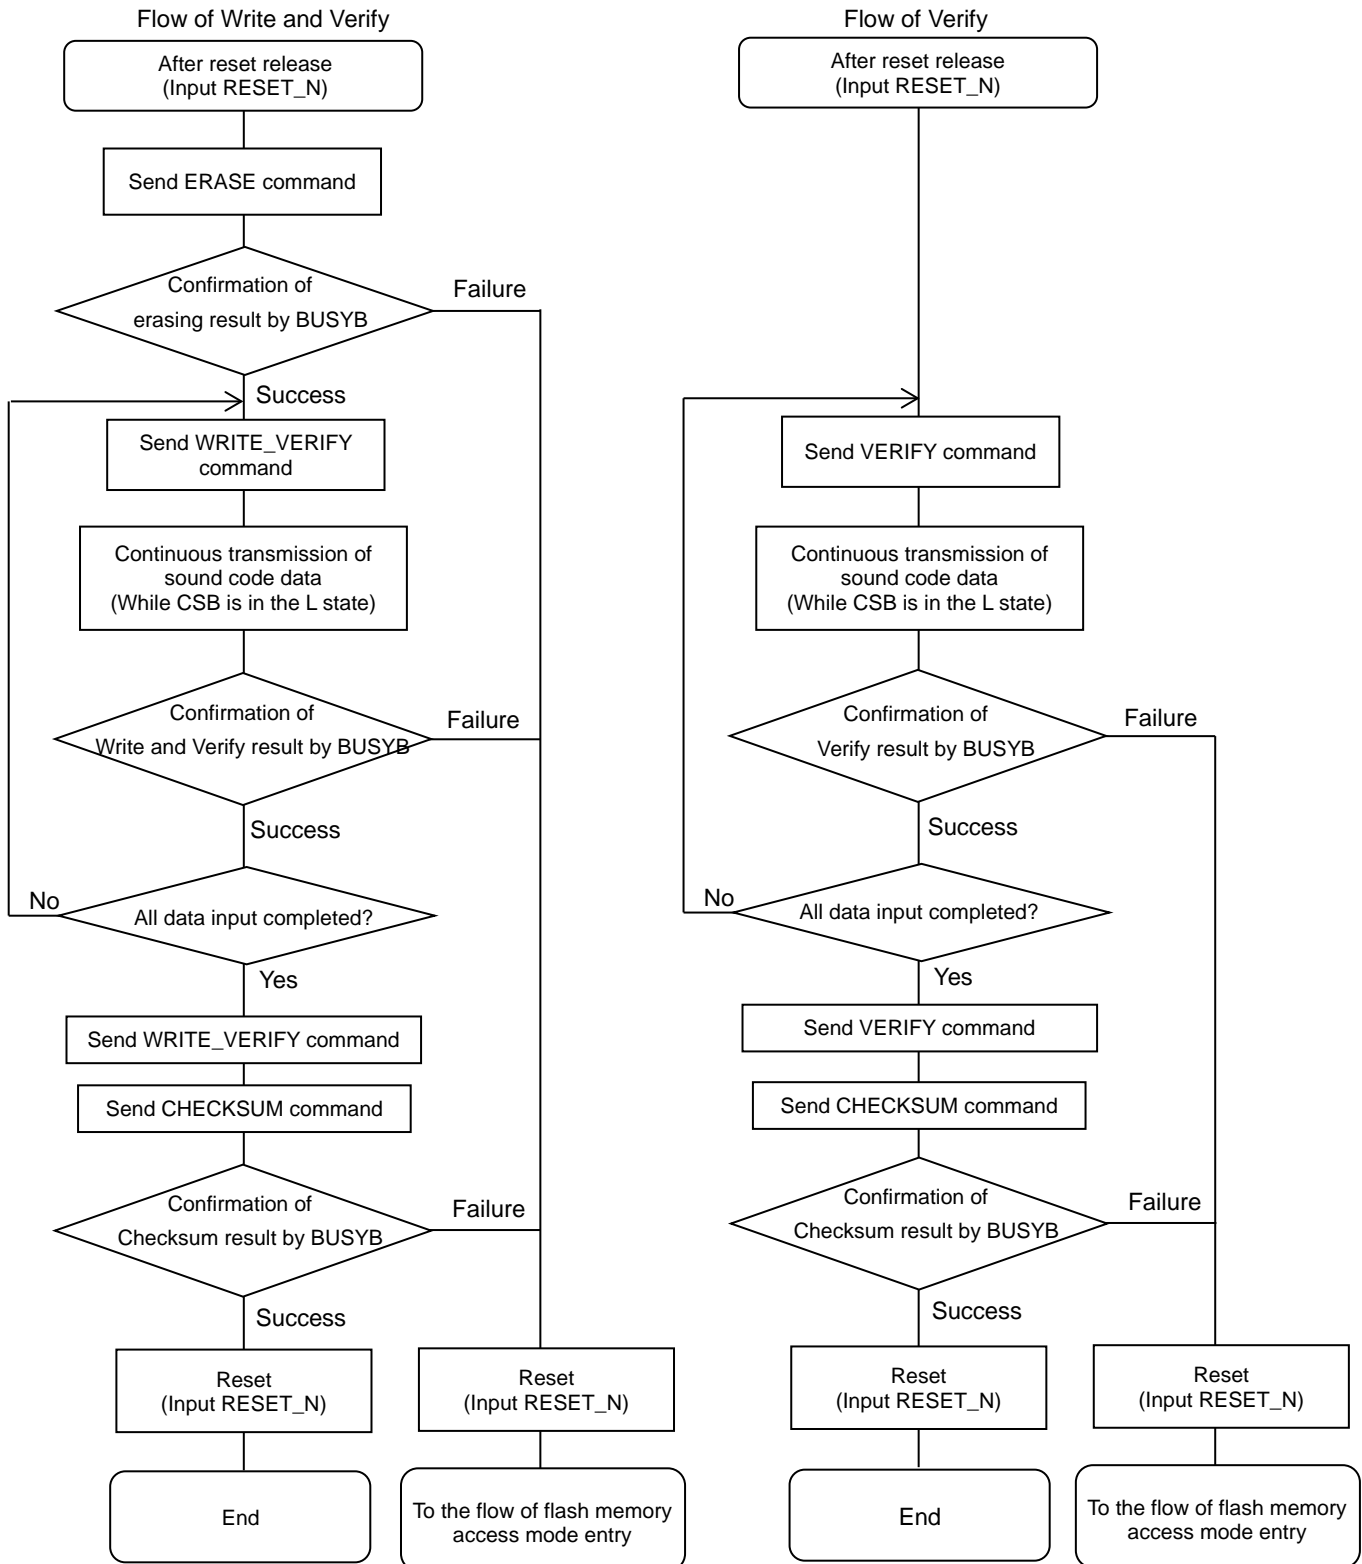 Flow of Write and Verify
After reset release
(Input RESET_N)
Send ERASE command
Confirmation of
erasing result by BUSYB
Failure
Success
Send WRITE_VERIFY
command
Continuous transmission of
sound code data
(While CSB is in the L state)
Confirmation of
Write and Verify result by BUSYB
Failure
Success
No
All data input completed?
Yes
Send WRITE_VERIFY command
Send CHECKSUM command
Confirmation of
Checksum result by BUSYB
Failure
Success
Reset
(Input RESET_N)
Reset
(Input RESET_N)
End
To the flow of flash memory
access mode entry
Flow of Verify
After reset release
(Input RESET_N)
Send VERIFY command
Continuous transmission of
sound code data
(While CSB is in the L state)
Confirmation of
Verify result by BUSYB
Failure
Success
No
All data input completed?
Yes
Send VERIFY command
Send CHECKSUM command
Confirmation of
Checksum result by BUSYB
Failure
Success
Reset
(Input RESET_N)
Reset
(Input RESET_N)
End
To the flow of flash memory
access mode entry